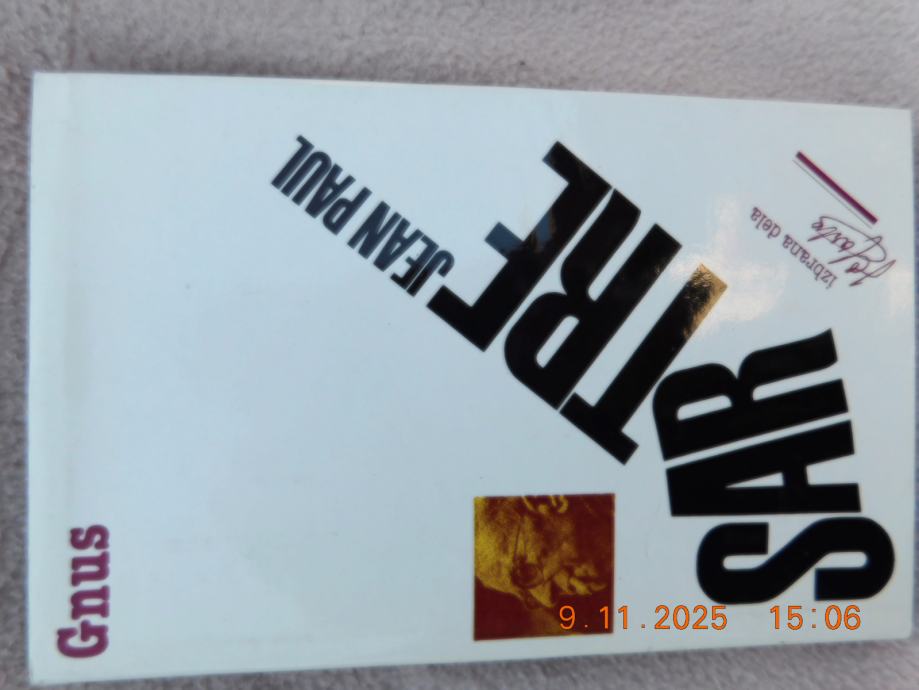 Gnus
JEAN PAUL
SARTRE
izbrana dela
9.11.2025 15:06